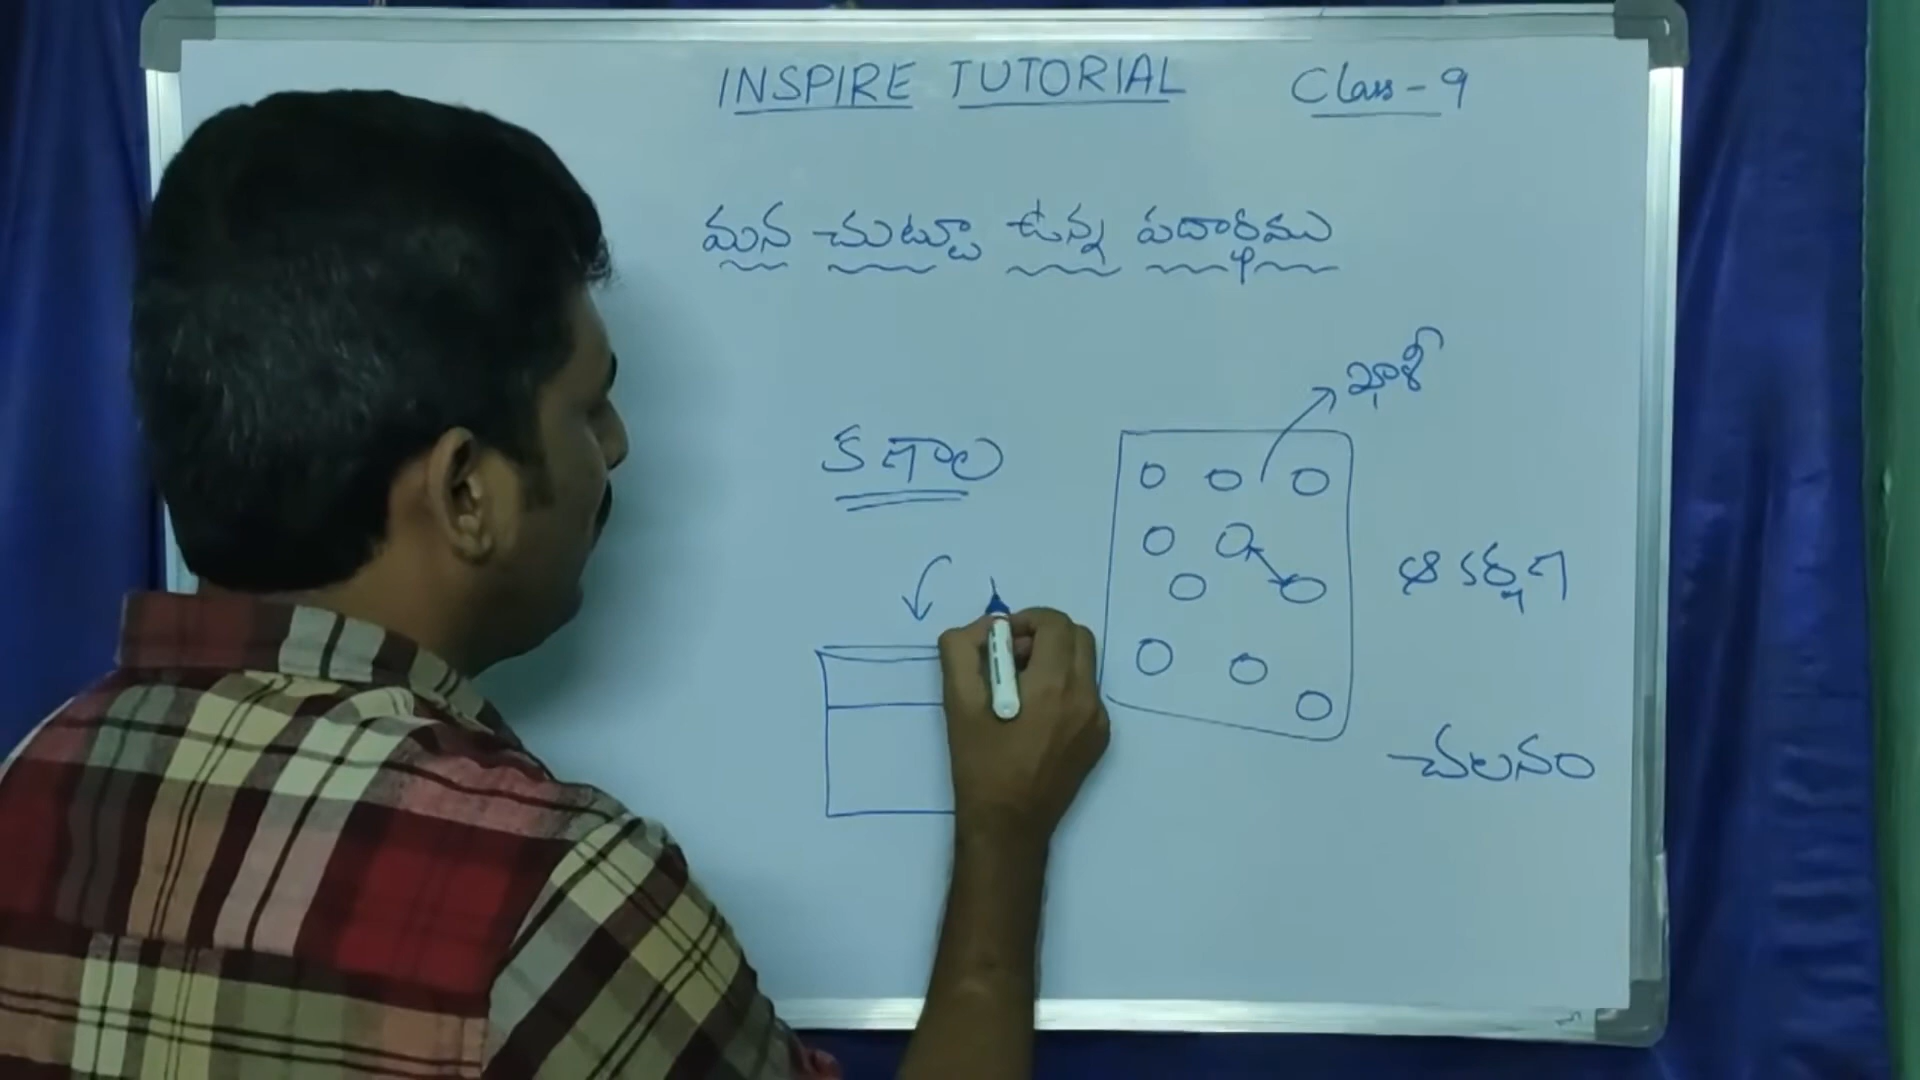 INSPIRE TUTORIAL Class-9
మన చుట్టూ ఉన్న పదార్థము
ఖాళీ
కణాల
ఆకర్షణ
చలనం